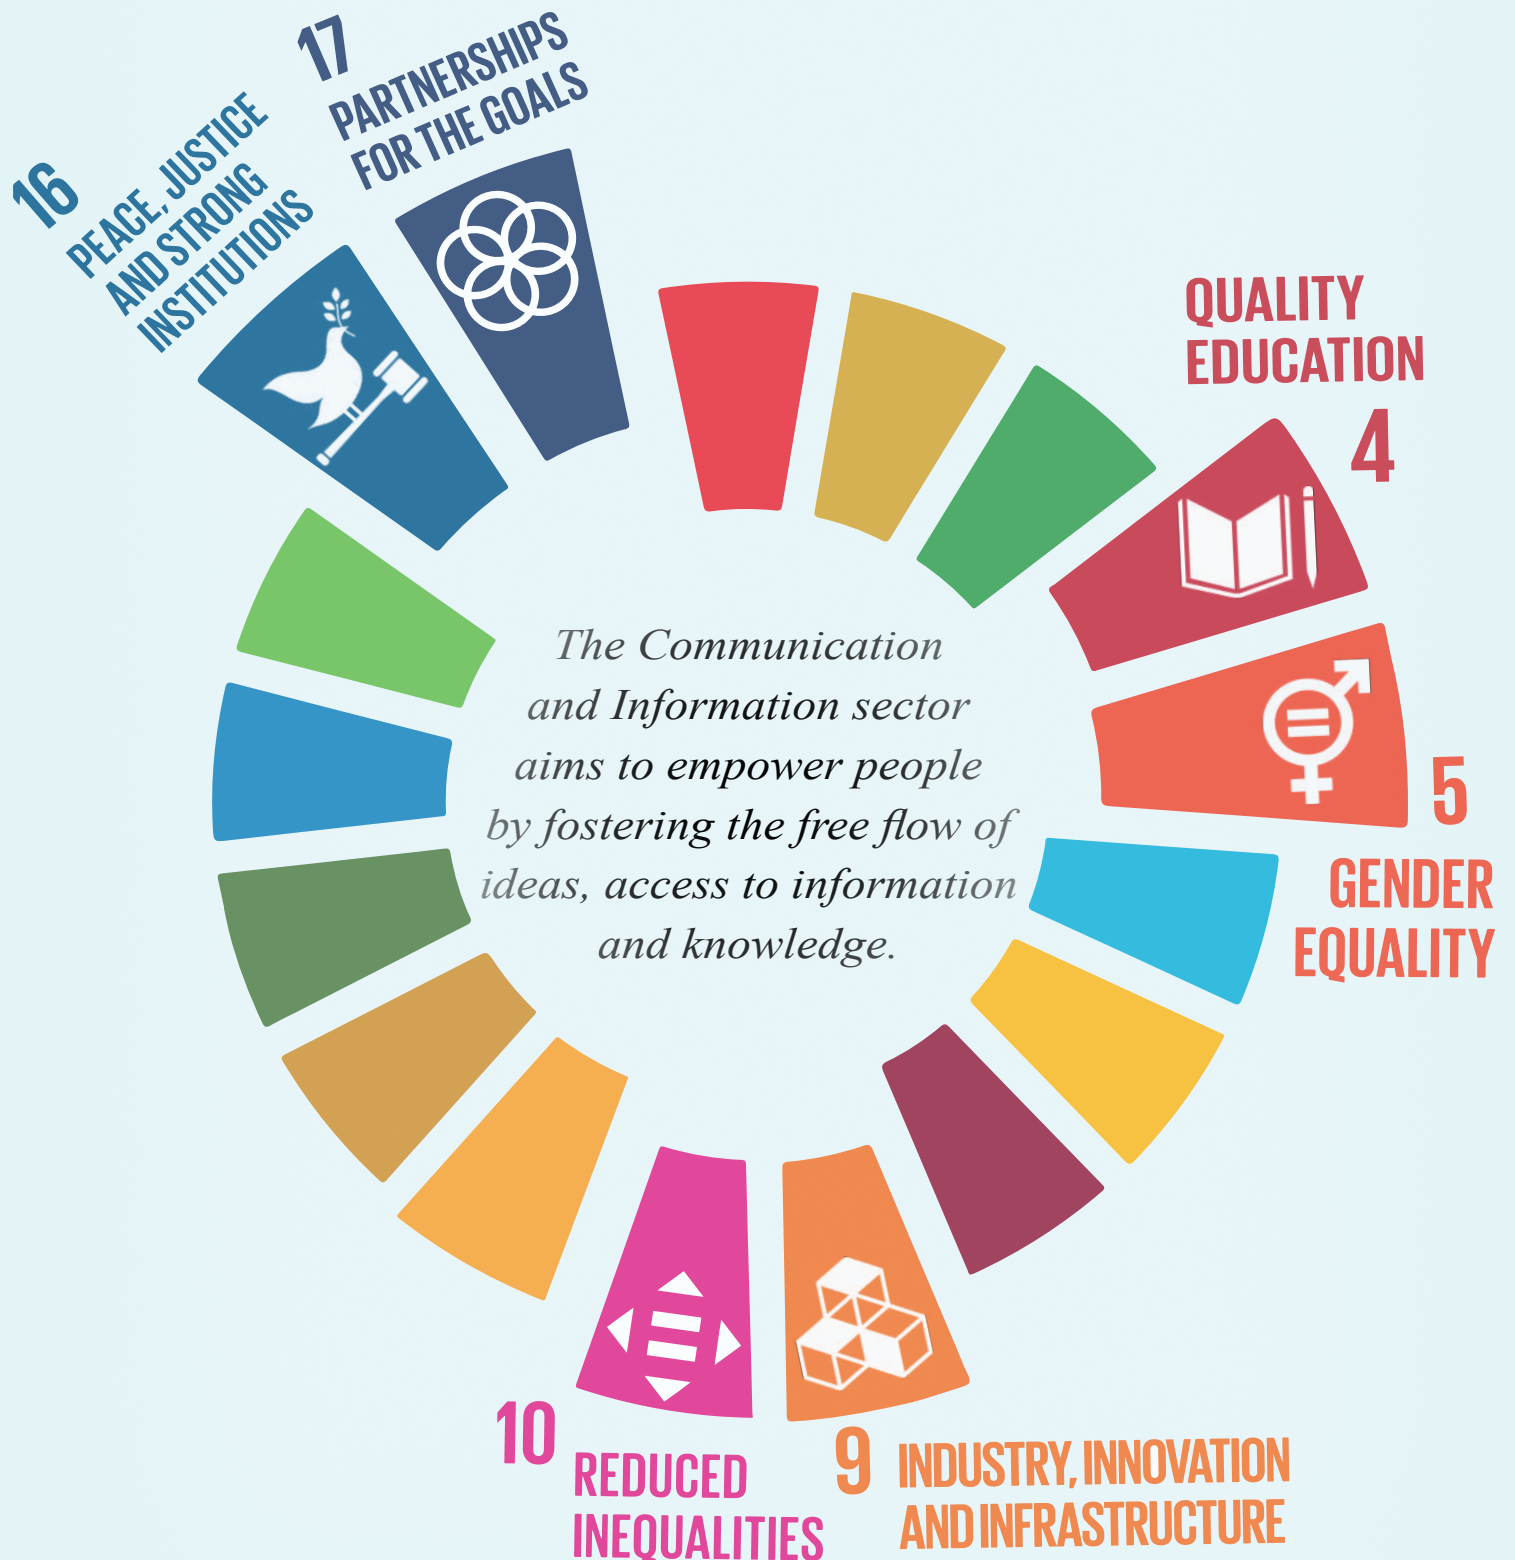 17
PARTNERSHIPS
FOR THE GOALS
16
PEACE, JUSTICE
AND STRONG
INSTITUTIONS
QUALITY
EDUCATION
4
The Communication
and Information sector
aims to empower people
by fostering the free flow of
ideas, access to information
and knowledge.
5
GENDER
EQUALITY
10
REDUCED
INEQUALITIES
9
INDUSTRY, INNOVATION
AND INFRASTRUCTURE